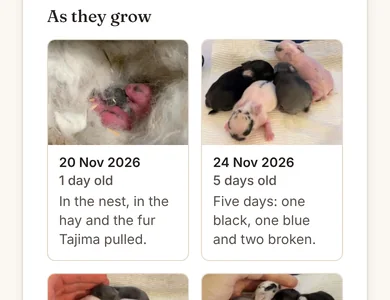 As they grow
20 Nov 2026
1 day old
In the nest, in the
hay and the fur
Tajima pulled.
24 Nov 2026
5 days old
Five days: one
black, one blue
and two broken.